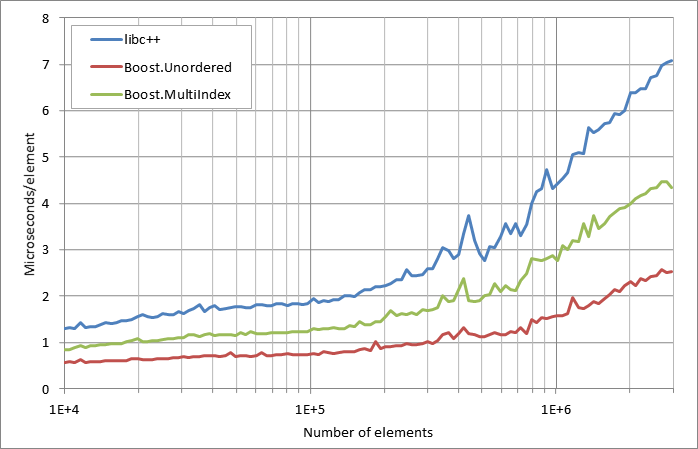 8
7
6
5
4
3
2
1
0
Microseconds/element
libc++
Boost.Unordered
Boost.MultiIndex
1E+4
1E+5
1E+6
Number of elements